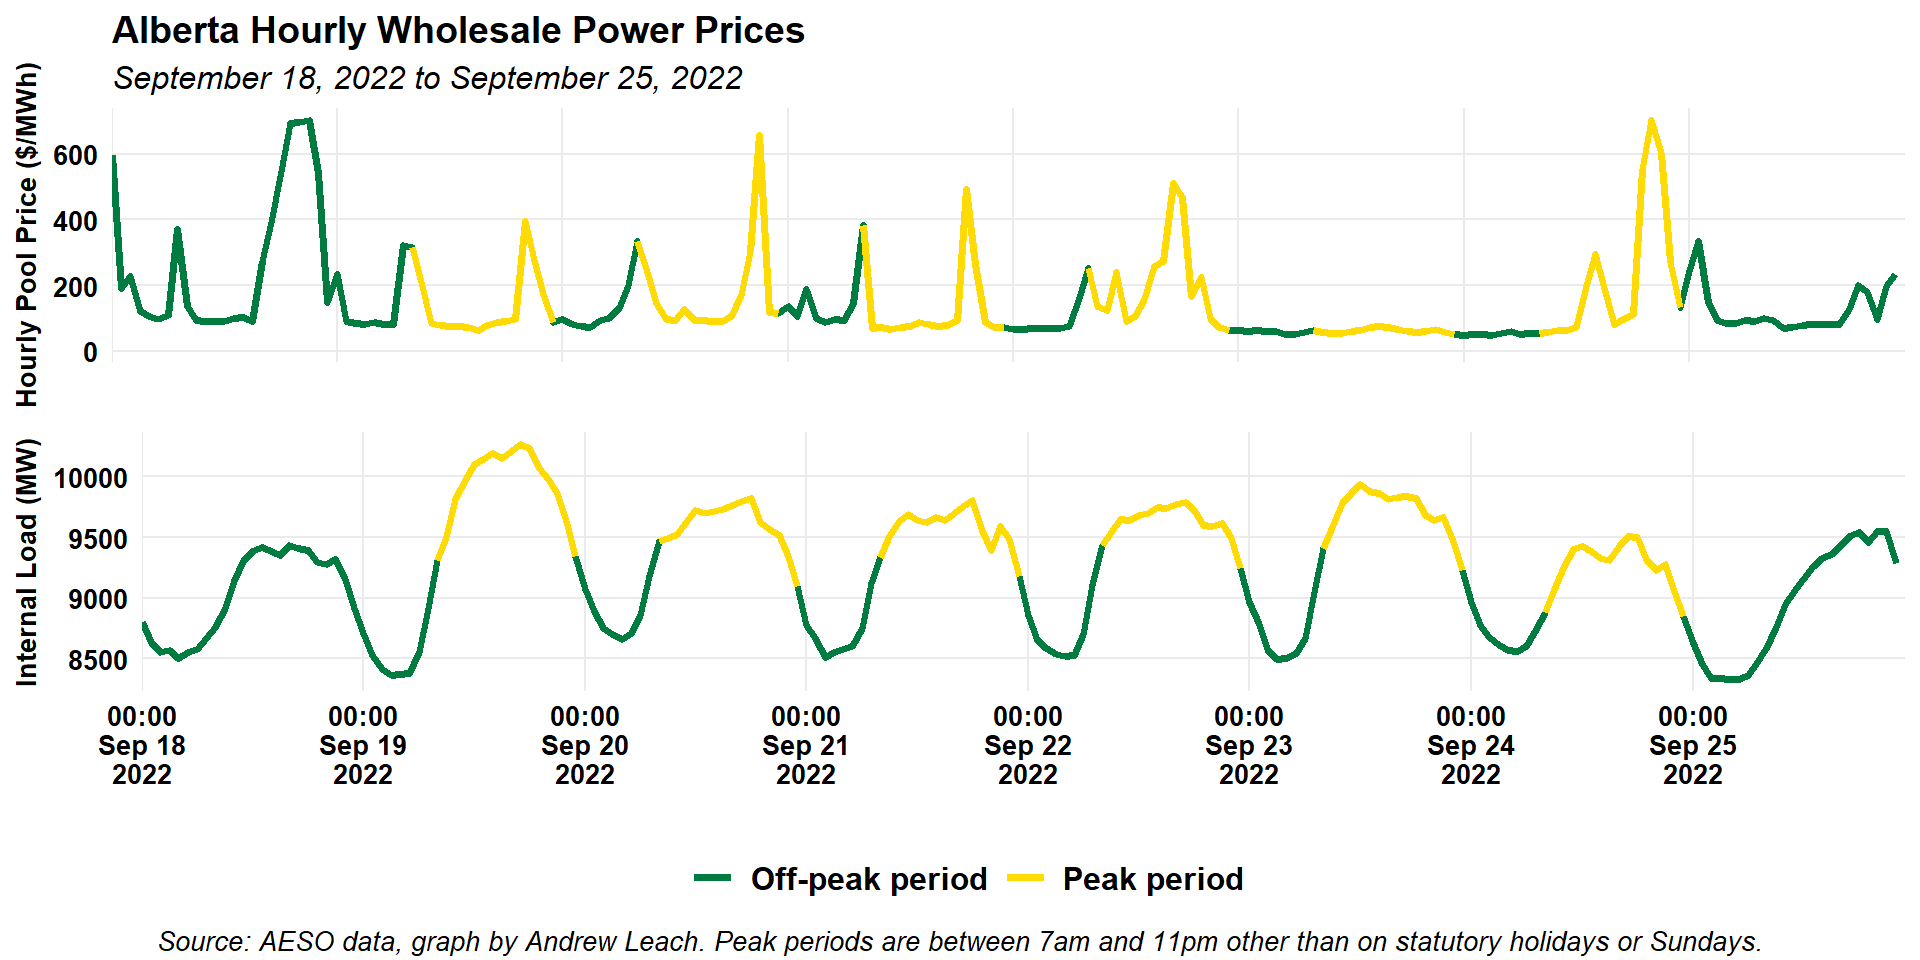 Alberta Hourly Wholesale Power Prices
September 18, 2022 to September 25, 2022
Hourly Pool Price ($/MWh)
600
400
200
0
Internal Load (MW)
10000
9500
9000
8500
00:00 00:00 00:00 00:00 00:00 00:00 00:00 00:00
Sep 18 Sep 19 Sep 20 Sep 21 Sep 22 Sep 23 Sep 24 Sep 25
2022 2022 2022 2022 2022 2022 2022 2022
Off-peak period Peak period
Source: AESO data, graph by Andrew Leach. Peak periods are between 7am and 11pm other than on statutory holidays or Sundays.